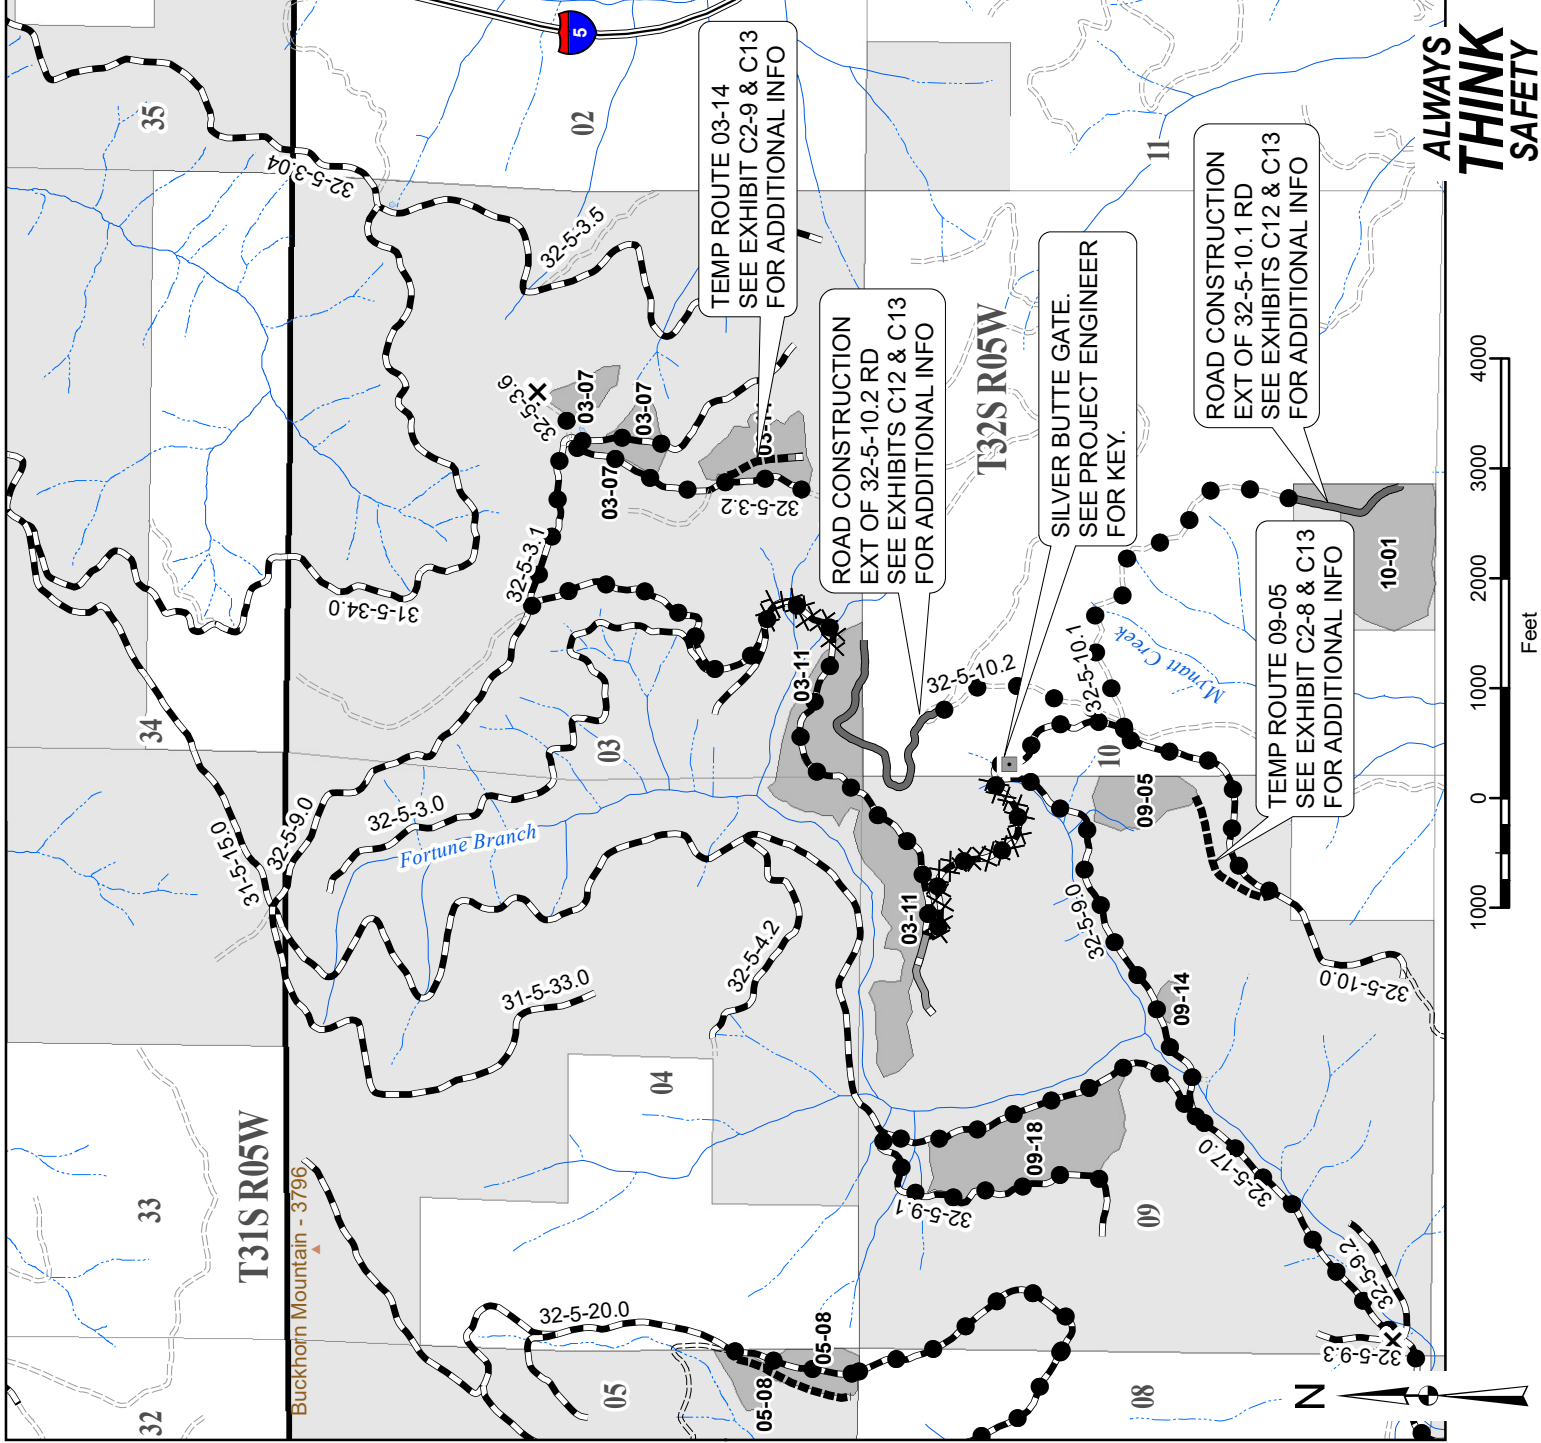 T31S R05W
T32S R05W
32
33
34
35
05
04
03
02
08
09
10
11
Buckhorn Mountain - 3796
31-5-15.0
32-5-9.0
32-5-3.0
Fortune Branch
31-5-33.0
32-5-4.2
32-5-20.0
31-5-34.0
32-5-3.04
32-5-3.1
32-5-3.5
32-5-3.6
32-5-3.2
03-07
03-07
03-07
5
TEMP ROUTE 03-14
SEE EXHIBIT C2-9 & C13
FOR ADDITIONAL INFO
ROAD CONSTRUCTION
EXT OF 32-5-10.2 RD
SEE EXHIBITS C12 & C13
FOR ADDITIONAL INFO
SILVER BUTTE GATE.
SEE PROJECT ENGINEER
FOR KEY.
ROAD CONSTRUCTION
EXT OF 32-5-10.1 RD
SEE EXHIBITS C12 & C13
FOR ADDITIONAL INFO
TEMP ROUTE 09-05
SEE EXHIBIT C2-8 & C13
FOR ADDITIONAL INFO
05-08
05-08
03-11
03-11
09-18
09-14
09-05
10-01
32-5-9.1
32-5-9.0
32-5-17.0
32-5-9.2
32-5-9.3
32-5-10.0
32-5-10.1
32-5-10.2
Mynatt Creek
N
1000
0
1000
2000
3000
4000
Feet
ALWAYS
THINK
SAFETY